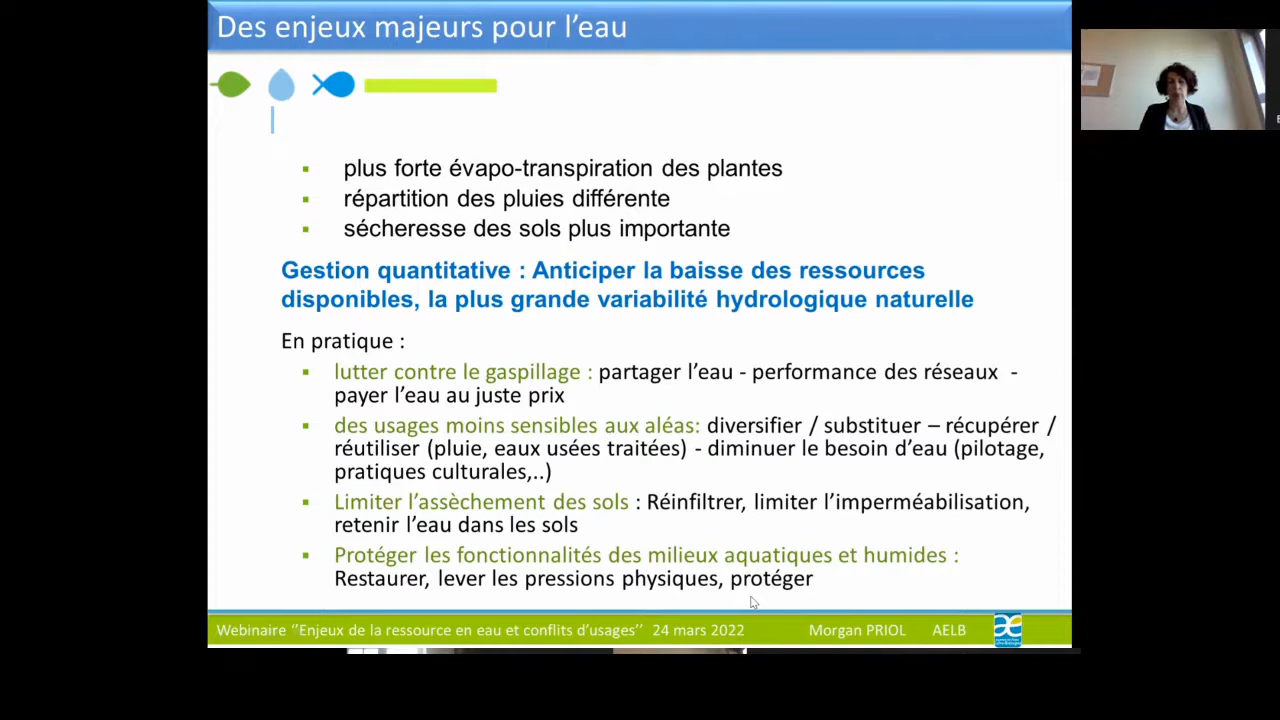 Des enjeux majeurs pour l’eau
▪ plus forte évapo-transpiration des plantes
▪ répartition des pluies différente
▪ sécheresse des sols plus importante
Gestion quantitative : Anticiper la baisse des ressources
disponibles, la plus grande variabilité hydrologique naturelle
En pratique :
▪ lutter contre le gaspillage : partager l’eau - performance des réseaux -
payer l’eau au juste prix
▪ des usages moins sensibles aux aléas: diversifier / substituer – récupérer /
réutiliser (pluie, eaux usées traitées) - diminuer le besoin d’eau (pilotage,
pratiques culturales,..)
▪ Limiter l’assèchement des sols : Réinfiltrer, limiter l’imperméabilisation,
retenir l’eau dans les sols
▪ Protéger les fonctionnalités des milieux aquatiques et humides :
Restaurer, lever les pressions physiques, protéger
Webinaire ‘’Enjeux de la ressource en eau et conflits d’usages’’ 24 mars 2022 Morgan PRIOL AELB